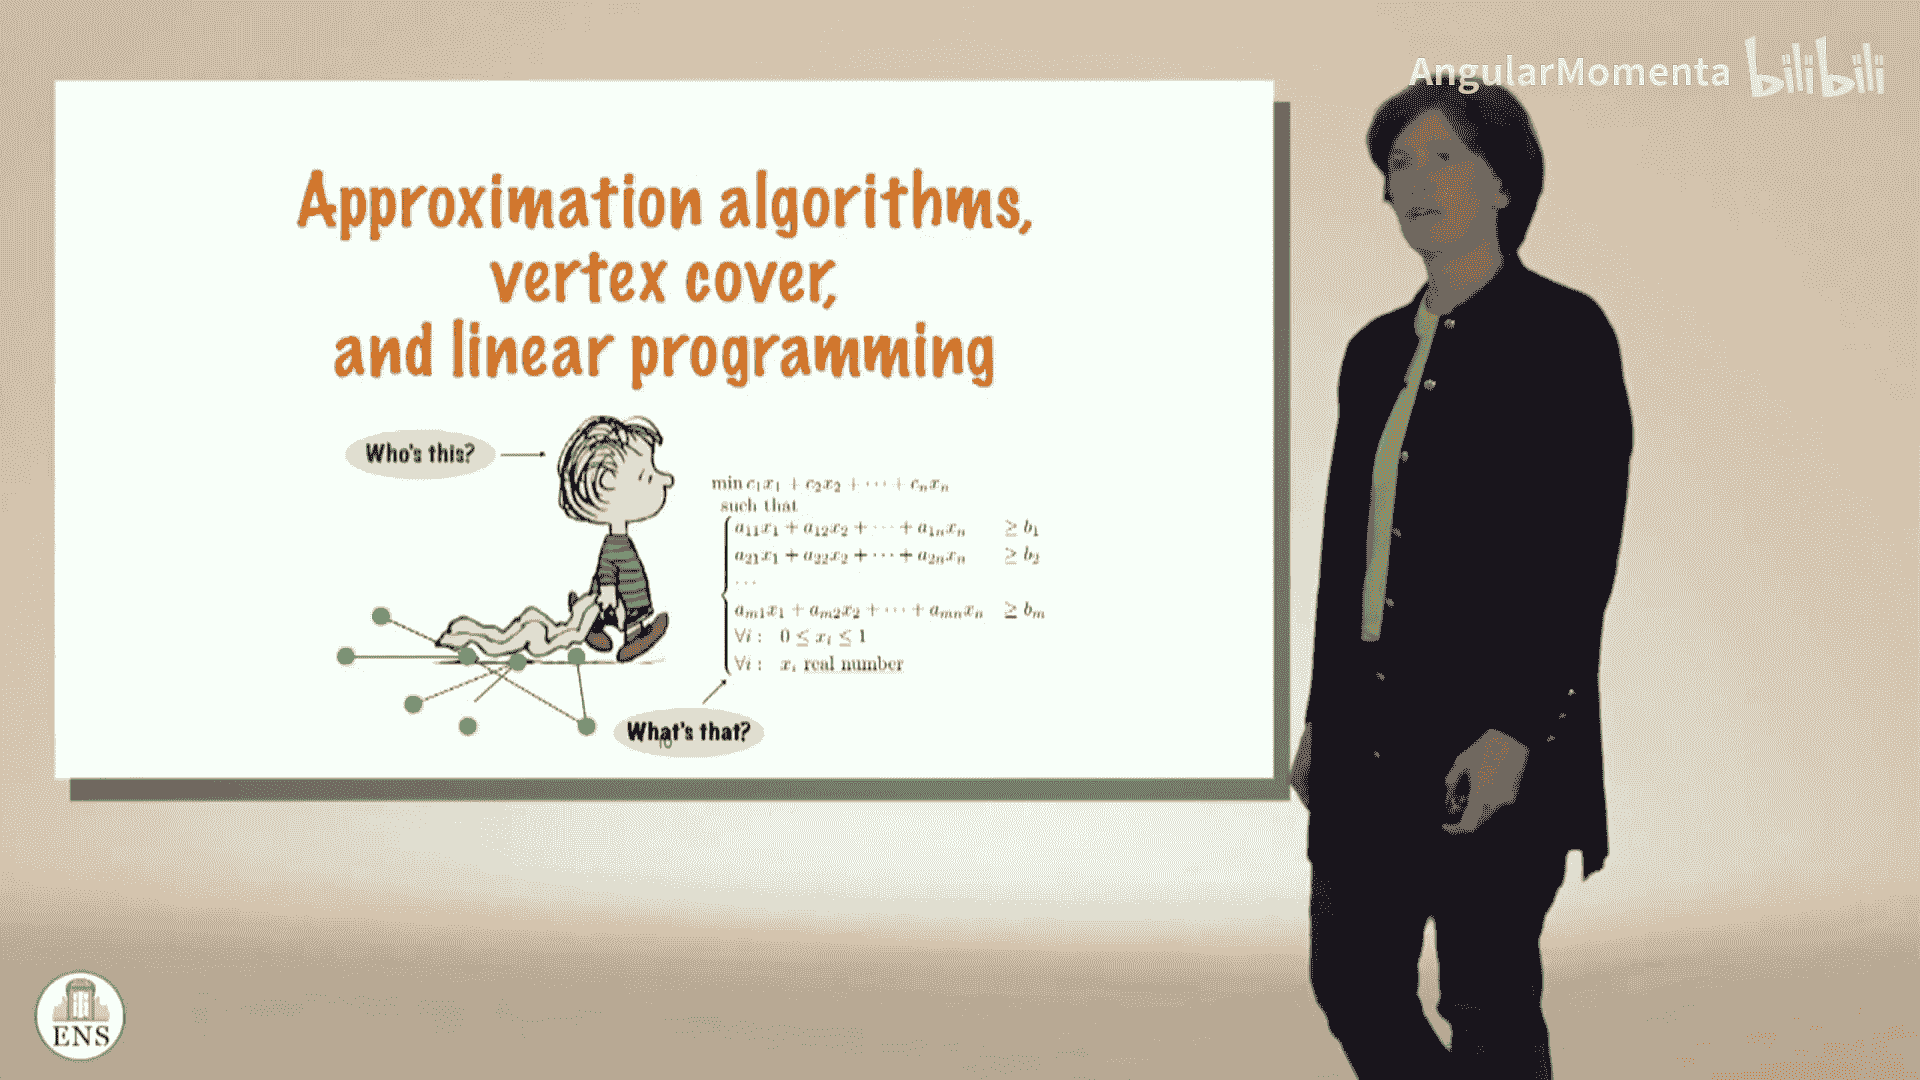 AngularMomenta bilibili
Approximation algorithms,
vertex cover,
and linear programming
Who's this?
min c₁x₁ + c₂x₂ + ··· + cₙxₙ
such that
a₁₁x₁ + a₁₂x₂ + ··· + a₁ₙxₙ ≥ b₁
a₂₁x₁ + a₂₂x₂ + ··· + a₂ₙxₙ ≥ b₂
...
aₘ₁x₁ + aₘ₂x₂ + ··· + aₘₙxₙ ≥ bₘ
∀i : 0 ≤ xᵢ ≤ 1
∀i : xᵢ real number
What's that?
10
ENS